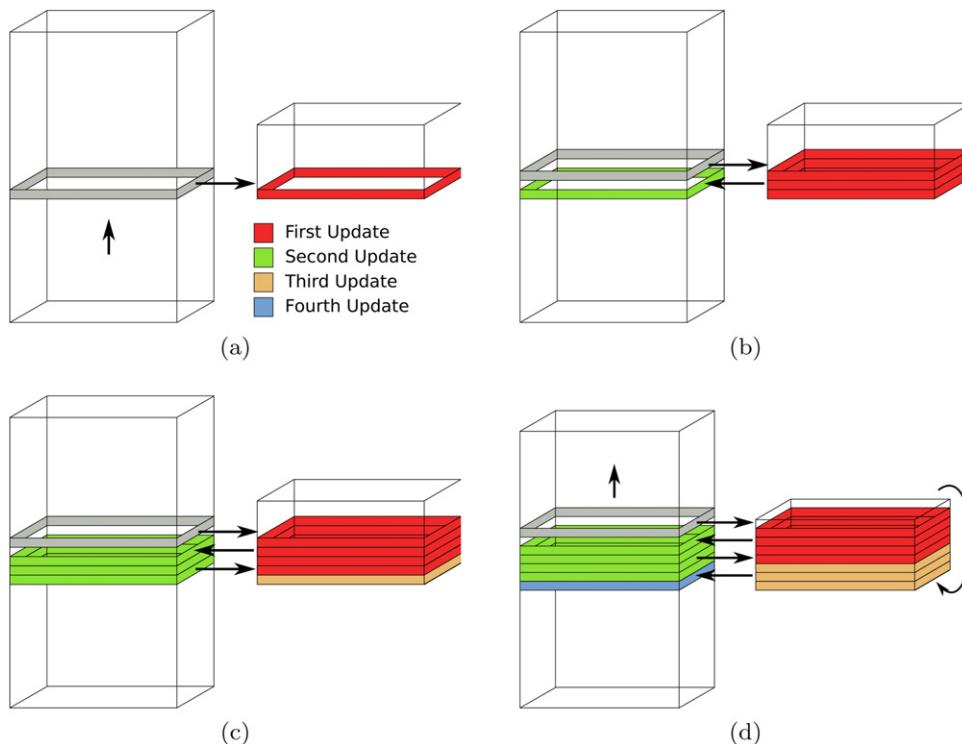 First Update
Second Update
Third Update
Fourth Update
(a)
(b)
(c)
(d)